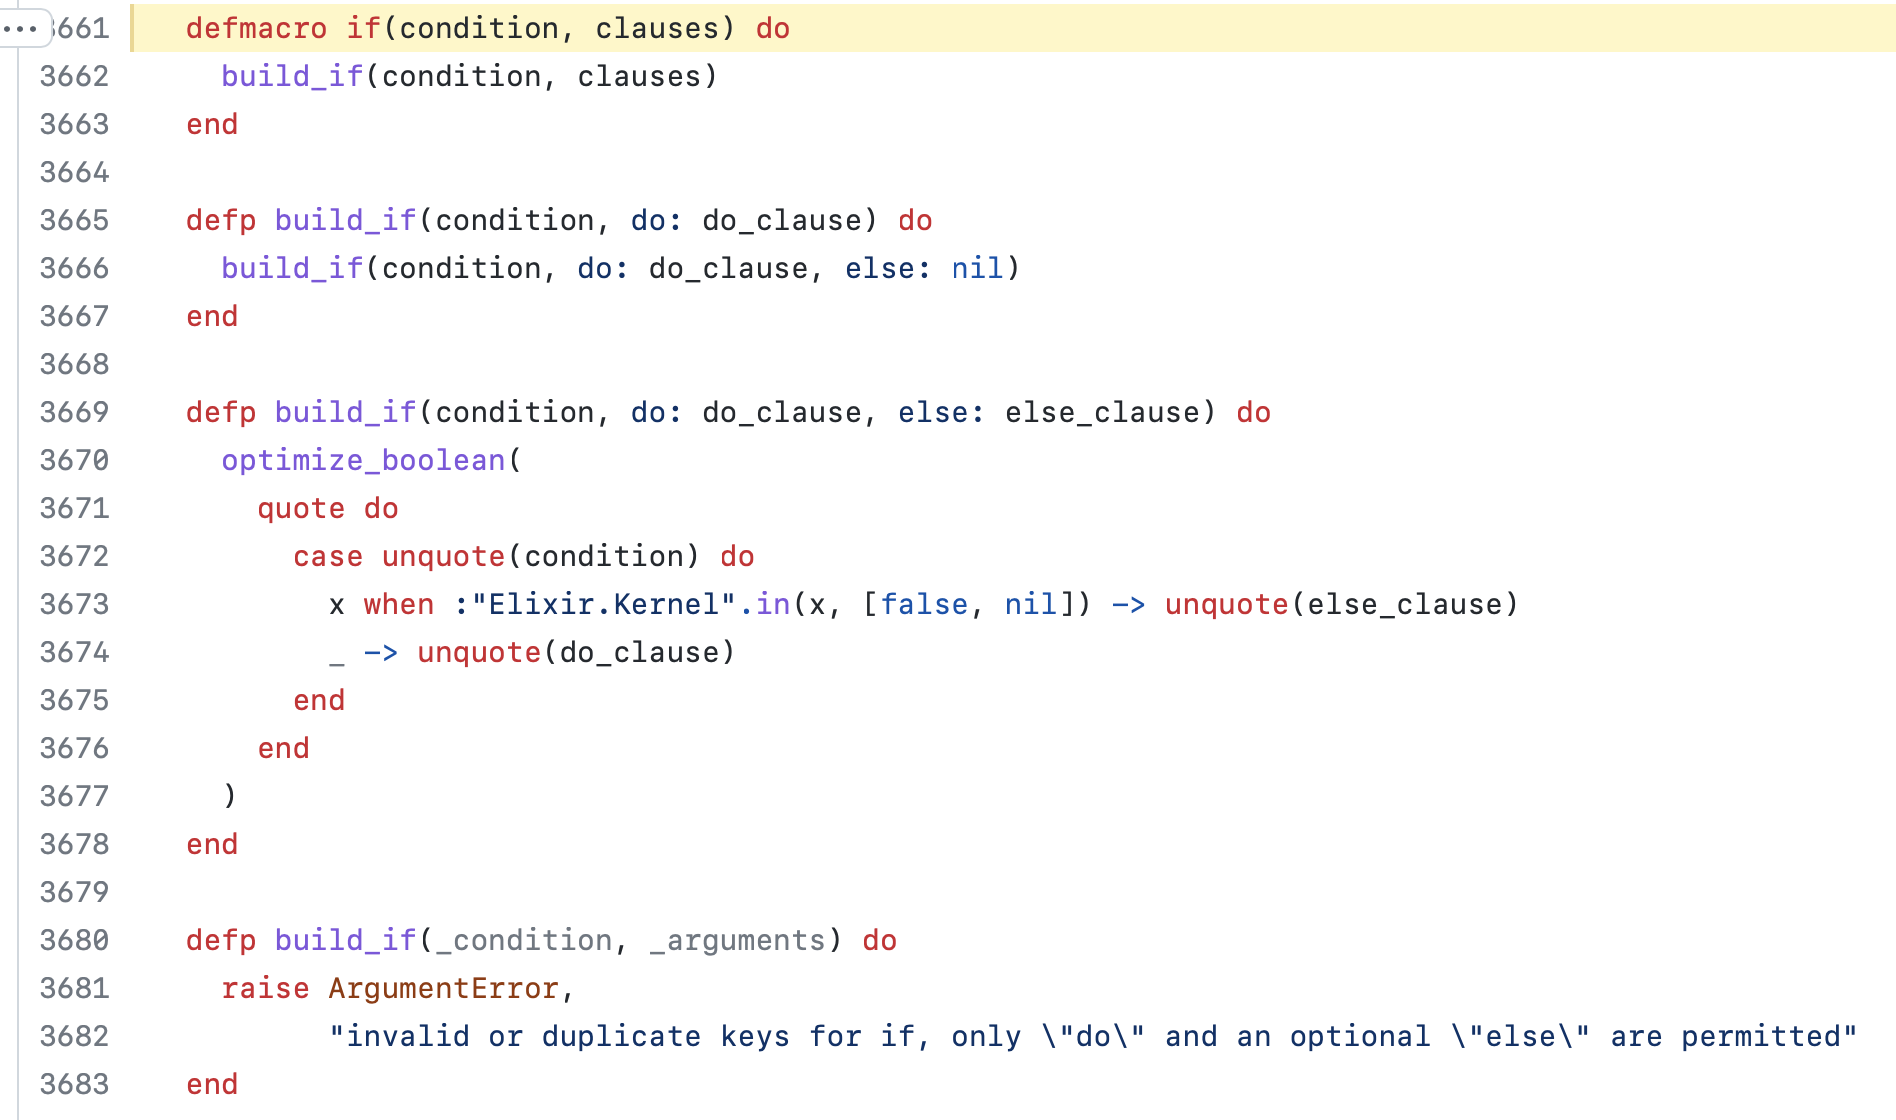 3661 defmacro if(condition, clauses) do
3662 build_if(condition, clauses)
3663 end
3664
3665 defp build_if(condition, do: do_clause) do
3666 build_if(condition, do: do_clause, else: nil)
3667 end
3668
3669 defp build_if(condition, do: do_clause, else: else_clause) do
3670 optimize_boolean(
3671 quote do
3672 case unquote(condition) do
3673 x when :"Elixir.Kernel".in(x, [false, nil]) -> unquote(else_clause)
3674 _ -> unquote(do_clause)
3675 end
3676 end
3677 )
3678 end
3679
3680 defp build_if(_condition, _arguments) do
3681 raise ArgumentError,
3682 "invalid or duplicate keys for if, only \"do\" and an optional \"else\" are permitted"
3683 end